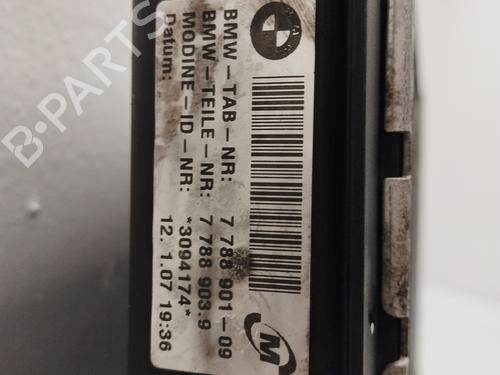 B-PARTS
BMW-TAB-NR: 7 788 901-09
BMW-TEILE-NR: 7 788 903.9
MODINE-ID-NR: *3094174*
Datum: 12. 1.07 19:36
M